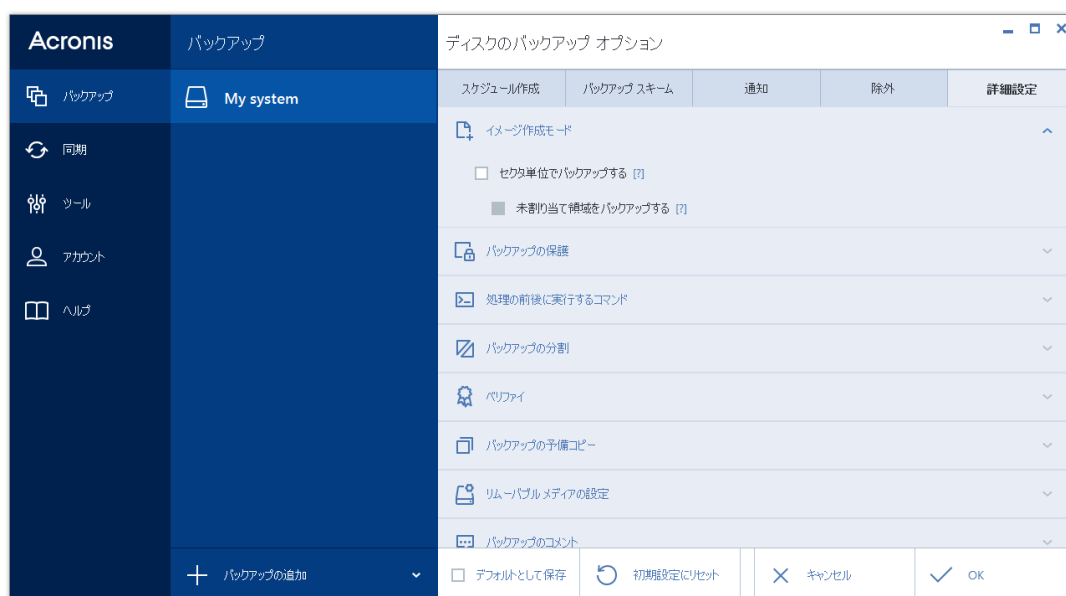 Acronis
バックアップ
同期
ツール
アカウント
ヘルプ
バックアップ
My system
バックアップの追加
ディスクのバックアップ オプション
スケジュール作成
バックアップ スキーム
通知
除外
詳細設定
イメージ作成モード
セクタ単位でバックアップする [?]
未割り当て領域をバックアップする [?]
バックアップの保護
処理の前後に実行するコマンド
バックアップの分割
ベリファイ
バックアップの予備コピー
リムーバブル メディアの設定
バックアップのコメント
デフォルトとして保存
初期設定にリセット
キャンセル
OK